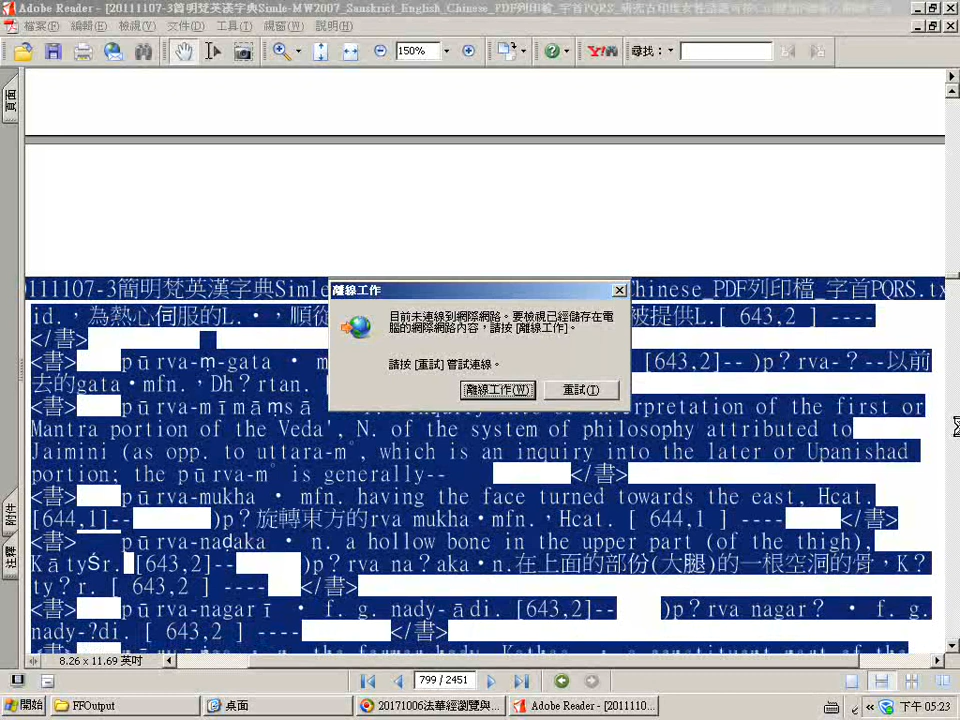 Adobe Reader - [20111107-3簡明梵英漢字典Simle-MW2007_Sanskrit_English_Chinese_PDF列印檔_字首PQRS
檔案(F) 編輯(E) 檢視(V) 文件(D) 工具(T) 視窗(W) 說明(H)
150% 尋找:
頁面
111107-3簡明梵英漢字典Simle
Chinese_PDF列印檔_字首PQRS.tx
離線工作
目前未連線到網際網路。要檢視已經儲存在電
腦的網際網路內容，請按 [離線工作]。
請按 [重試] 嘗試連線。
離線工作(W) 重試(T)
id.，為熱心伺服的L.•，順從
被提供L.[ 643,2 ] ----
</書>
<書> pūrva-ṃ-gata • m
[643,2]-- )p？rva-？--以前
去的gata•mfn.，Dh？rtan.
<書> pūrva-mīmāṃsā
interpretation of the first or
Mantra portion of the Veda', N. of the system of philosophy attributed to
Jaimini (as opp. to uttara-m°, which is an inquiry into the later or Upanishad
portion; the pūrva-m° is generally-- </書>
<書> pūrva-mukha • mfn. having the face turned towards the east, Hcat.
[644,1]-- )p？旋轉東方的rva mukha•mfn.，Hcat. [ 644,1 ] ---- </書>
<書> pūrva-naḍaka • n. a hollow bone in the upper part (of the thigh),
KātyŚr. [643,2]-- )p？rva na？aka•n.在上面的部份(大腿)的一根空洞的骨，K？
ty？r. [ 643,2 ] ---- </書>
<書> pūrva-nagarī • f. g. nady-ādi. [643,2]-- )p？rva nagar？ • f. g.
nady-?di. [ 643,2 ] ---- </書>
附件
注釋
8.26 x 11.69 英吋
799 / 2451
開始 FFOutput 桌面 20171006法華經瀏覽與... Adobe Reader - [2011110... 下午 05:23